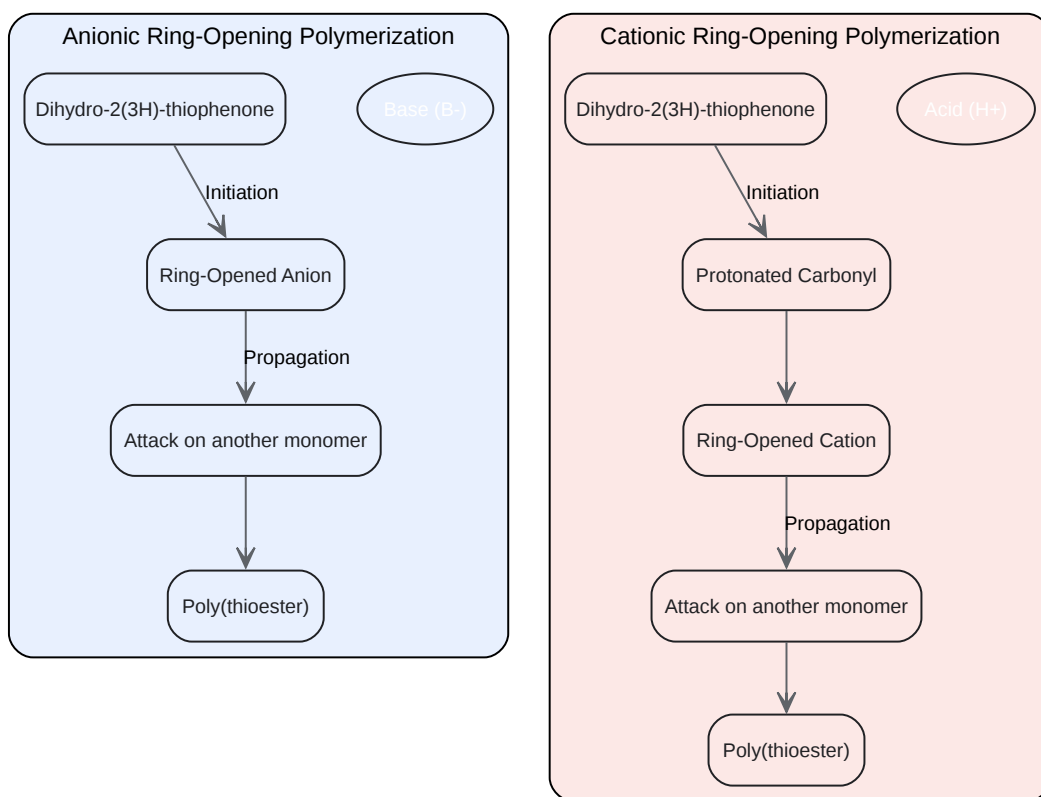 Anionic Ring-Opening Polymerization
Dihydro-2(3H)-thiophenone
Base (B-)
Initiation
Ring-Opened Anion
Propagation
Attack on another monomer
Poly(thioester)
Cationic Ring-Opening Polymerization
Dihydro-2(3H)-thiophenone
Acid (H+)
Initiation
Protonated Carbonyl
Ring-Opened Cation
Propagation
Attack on another monomer
Poly(thioester)